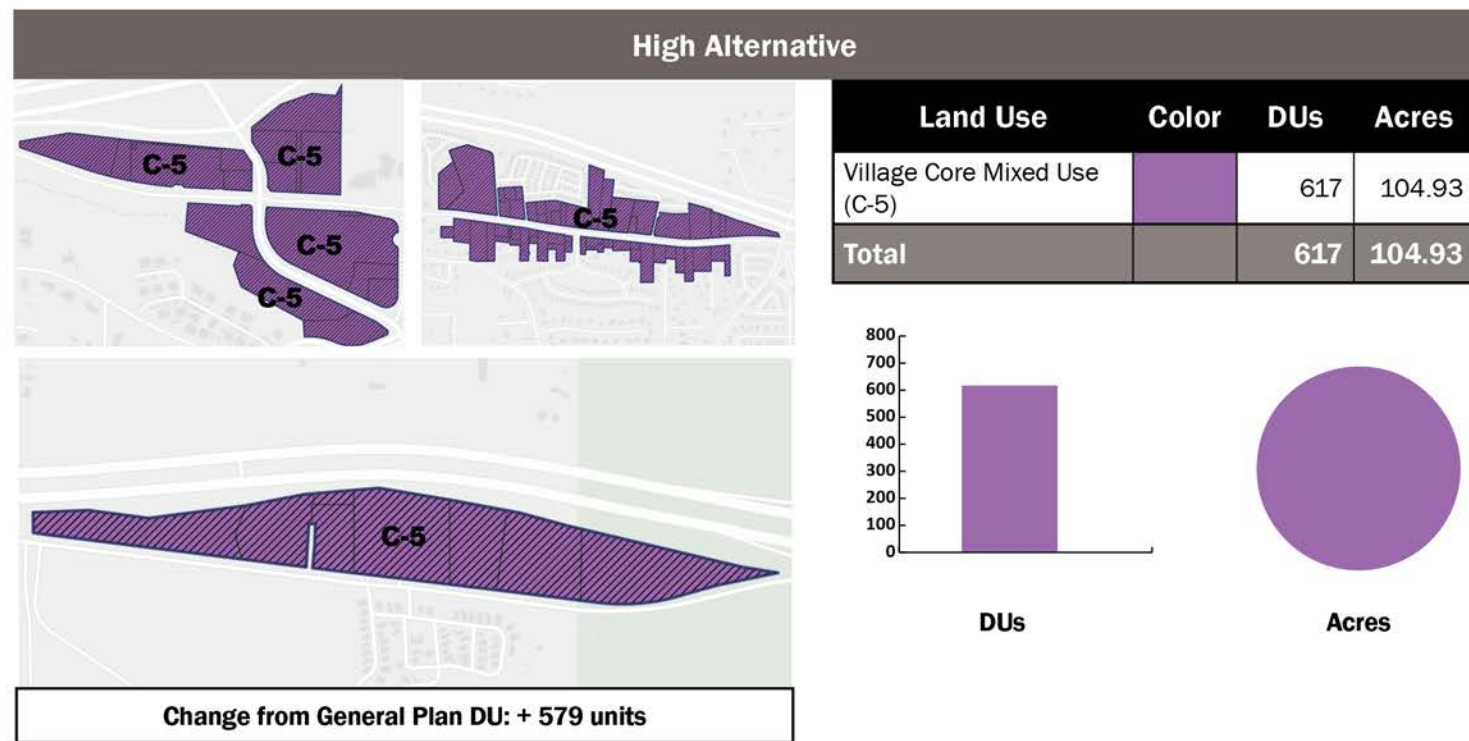 High Alternative
C-5
C-5
C-5
C-5
C-5
C-5
Change from General Plan DU: + 579 units
Land Use Color DUs Acres
Village Core Mixed Use
(C-5) 617 104.93
Total 617 104.93
800
700
600
500
400
300
200
100
0
DUs
Acres